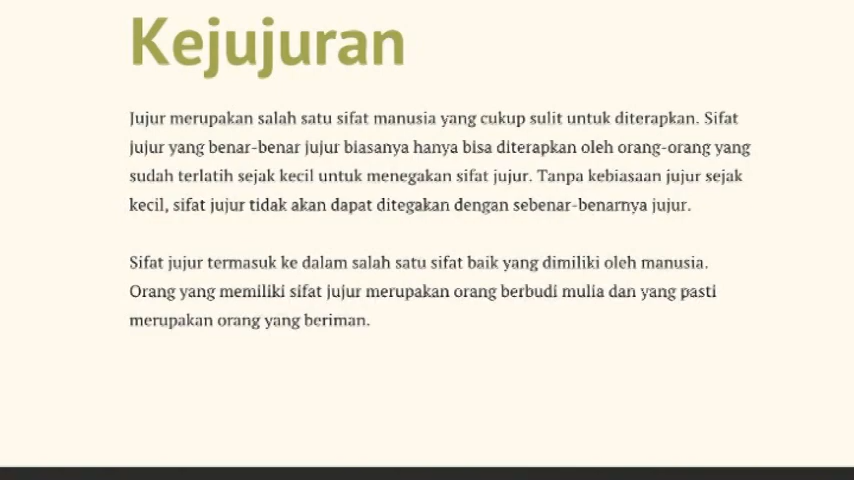 Kejujuran
Jujur merupakan salah satu sifat manusia yang cukup sulit untuk diterapkan. Sifat
jujur yang benar-benar jujur biasanya hanya bisa diterapkan oleh orang-orang yang
sudah terlatih sejak kecil untuk menegakan sifat jujur. Tanpa kebiasaan jujur sejak
kecil, sifat jujur tidak akan dapat ditegakan dengan sebenar-benarnya jujur.
Sifat jujur termasuk ke dalam salah satu sifat baik yang dimiliki oleh manusia.
Orang yang memiliki sifat jujur merupakan orang berbudi mulia dan yang pasti
merupakan orang yang beriman.